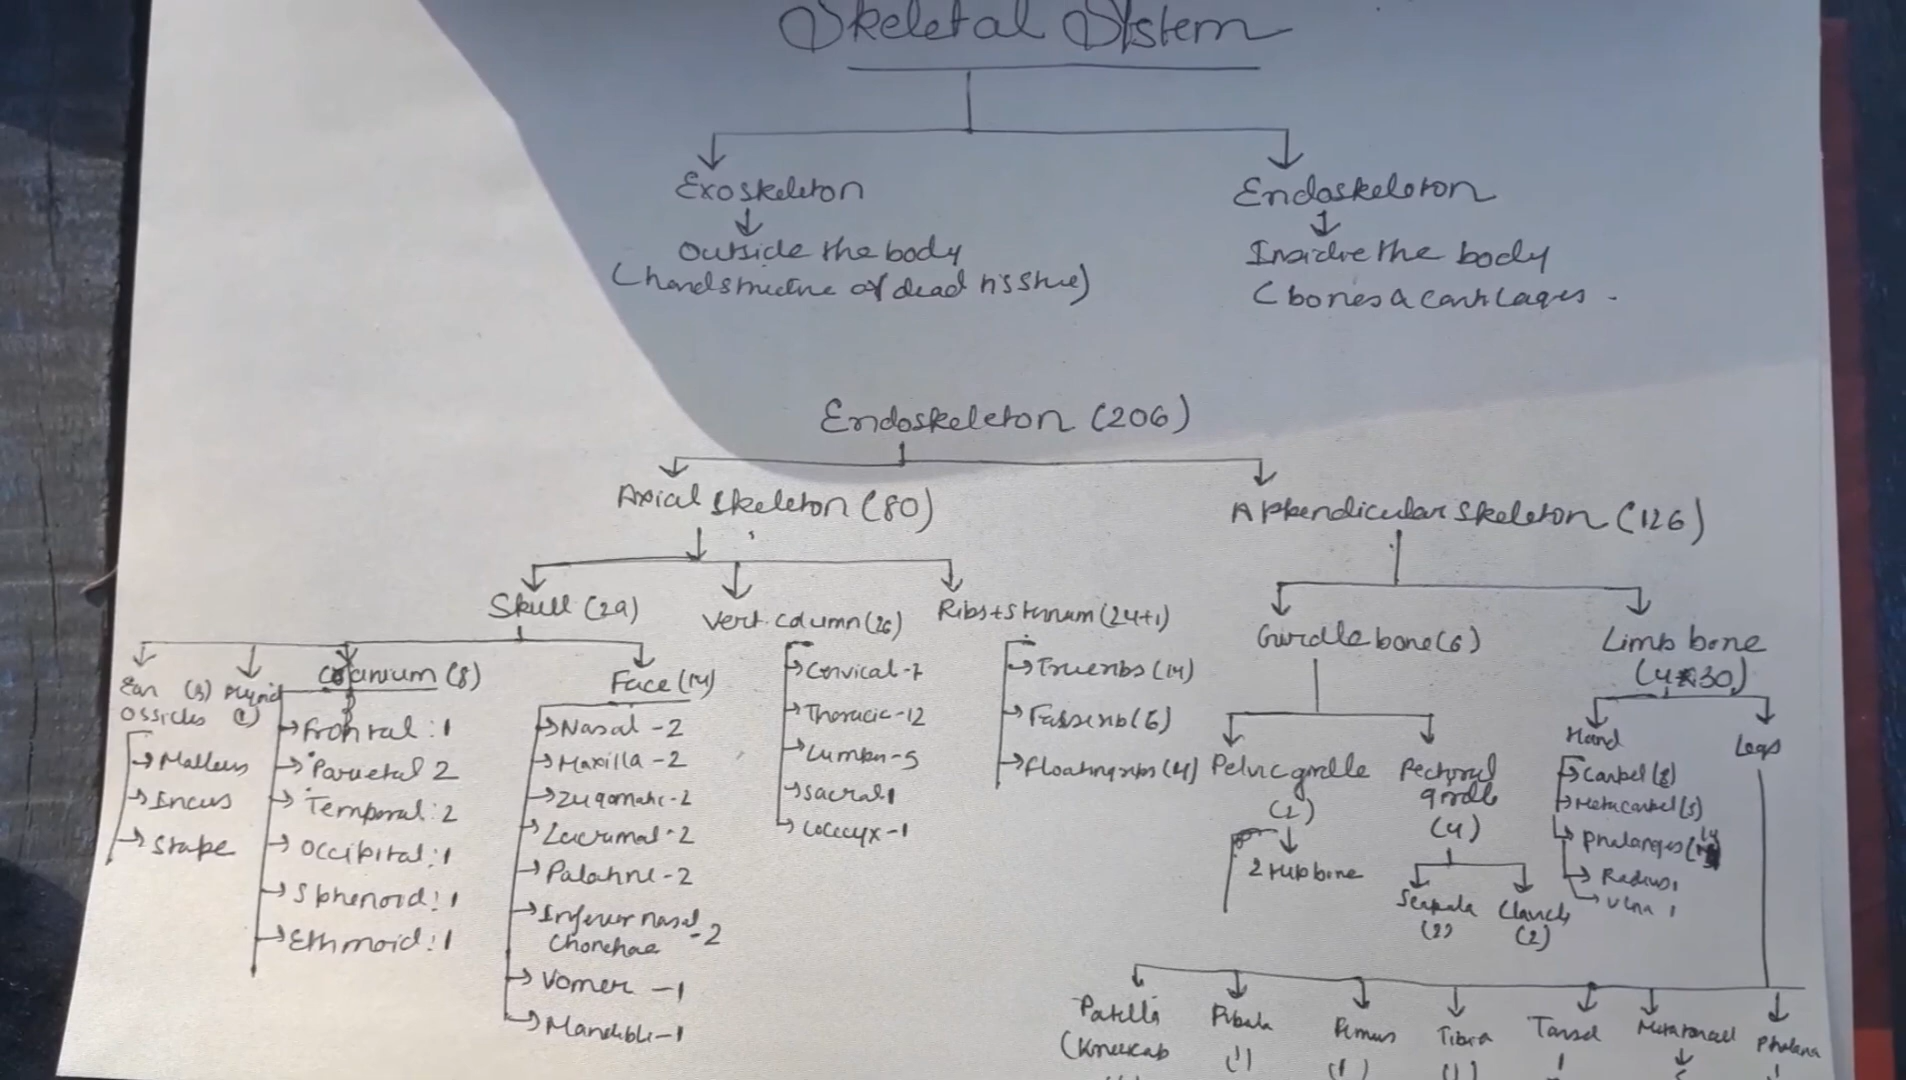 Skeletal System
Exoskeleton
Endoskeleton
Outside the body
Inside the body
(hard structure of dead tissue)
(bones & cartilages.
Endoskeleton (206)
Axial skeleton (80)
Appendicular skeleton (126)
Skull (29)
Vert. column (26)
Ribs + Sternum (24+1)
Girdle bone (6)
Limb bone
(4×30)
Ear (3)
ossicles
(1)
Cranium (8)
Face (14)
Malleus
Incus
Stape
Frontal : 1
Parietal 2
Temporal : 2
Occipital : 1
Sphenoid : 1
Ethmoid : 1
Nasal - 2
Maxilla - 2
Zygomatic - 2
Lacrimal - 2
Palatine - 2
Inferior nasal
Chonchae - 2
Vomer - 1
Mandible - 1
Cervical - 7
Thoracic - 12
Lumbar - 5
Sacral 1
Coccyx - 1
True ribs (14)
False rib (6)
Floating ribs (4)
Pelvic girdle
(2)
2 Hip bone
Pectoral
girdle
(4)
Scapula
(2)
Clavicle
(2)
Hand
Carpel (8)
Metacarpel (5)
Phalanges (14
Radius 1
Ulna 1
Legs
Patella
(Kneecap
Fibula
(1)
Femur
(1)
Tibia
(1)
Tarsal